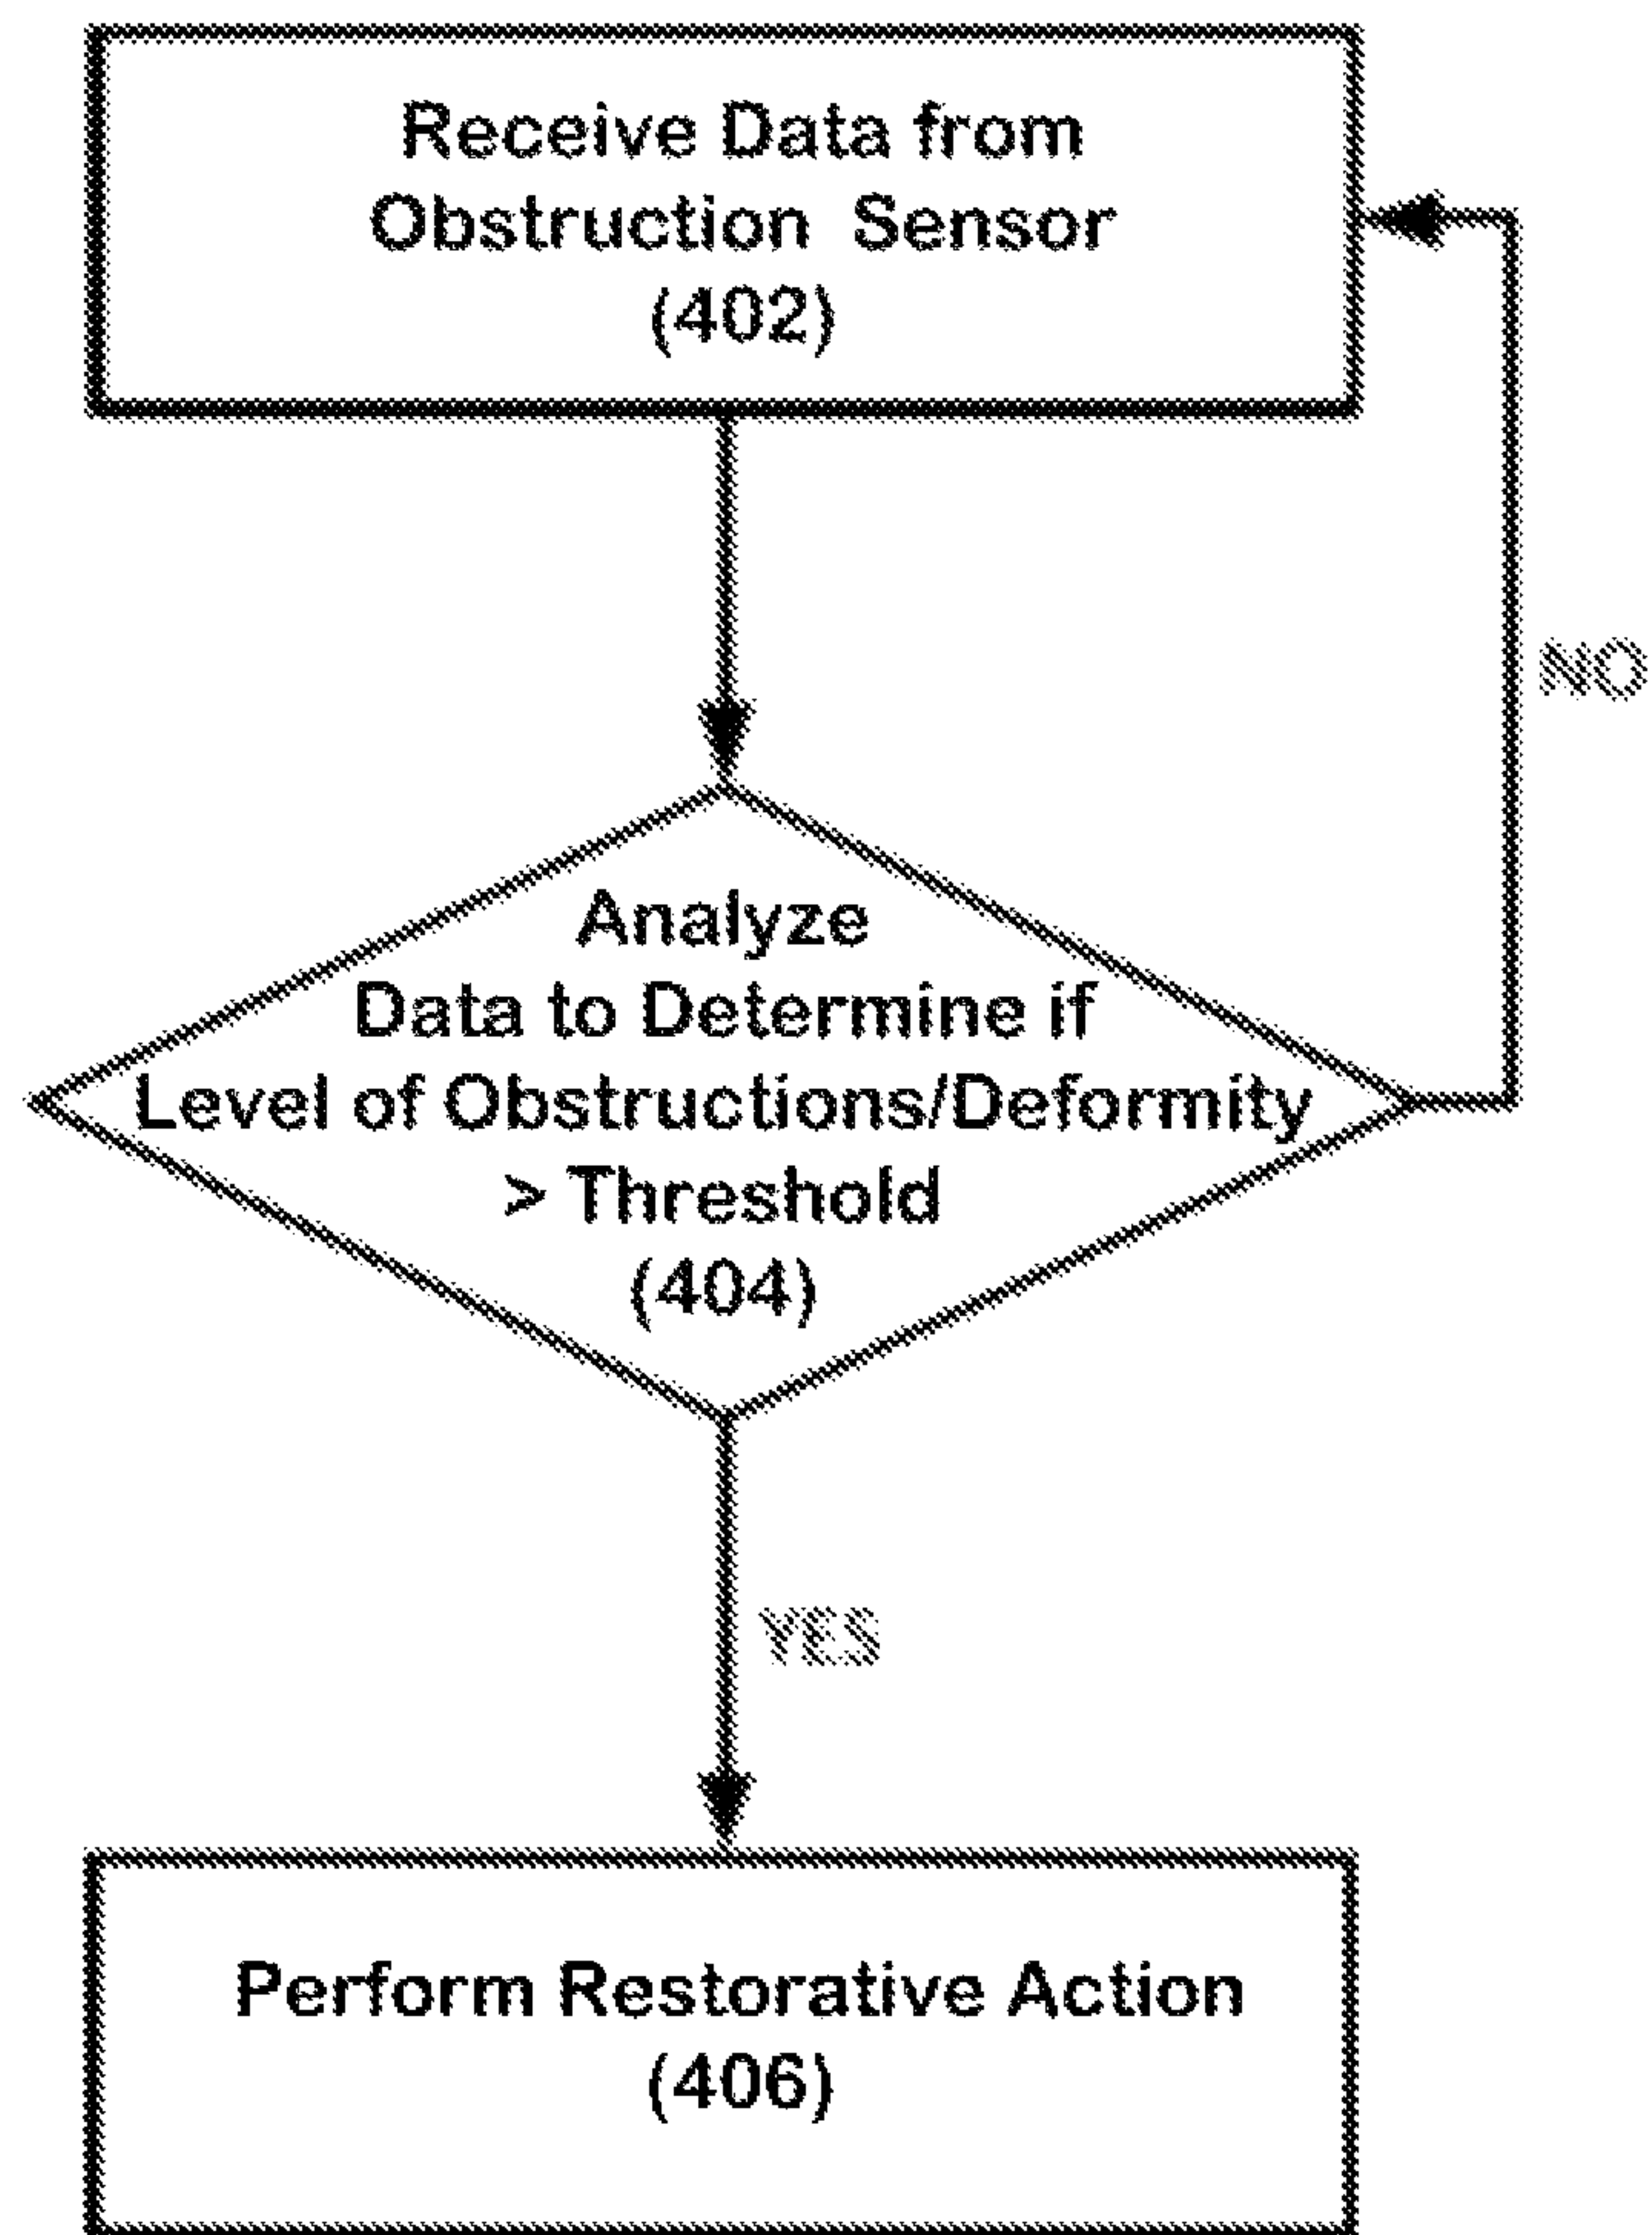 Receive Data from
Obstruction Sensor
(402)
NO
Analyze
Data to Determine if
Level of Obstructions/Deformity
> Threshold
(404)
YES
Perform Restorative Action
(406)